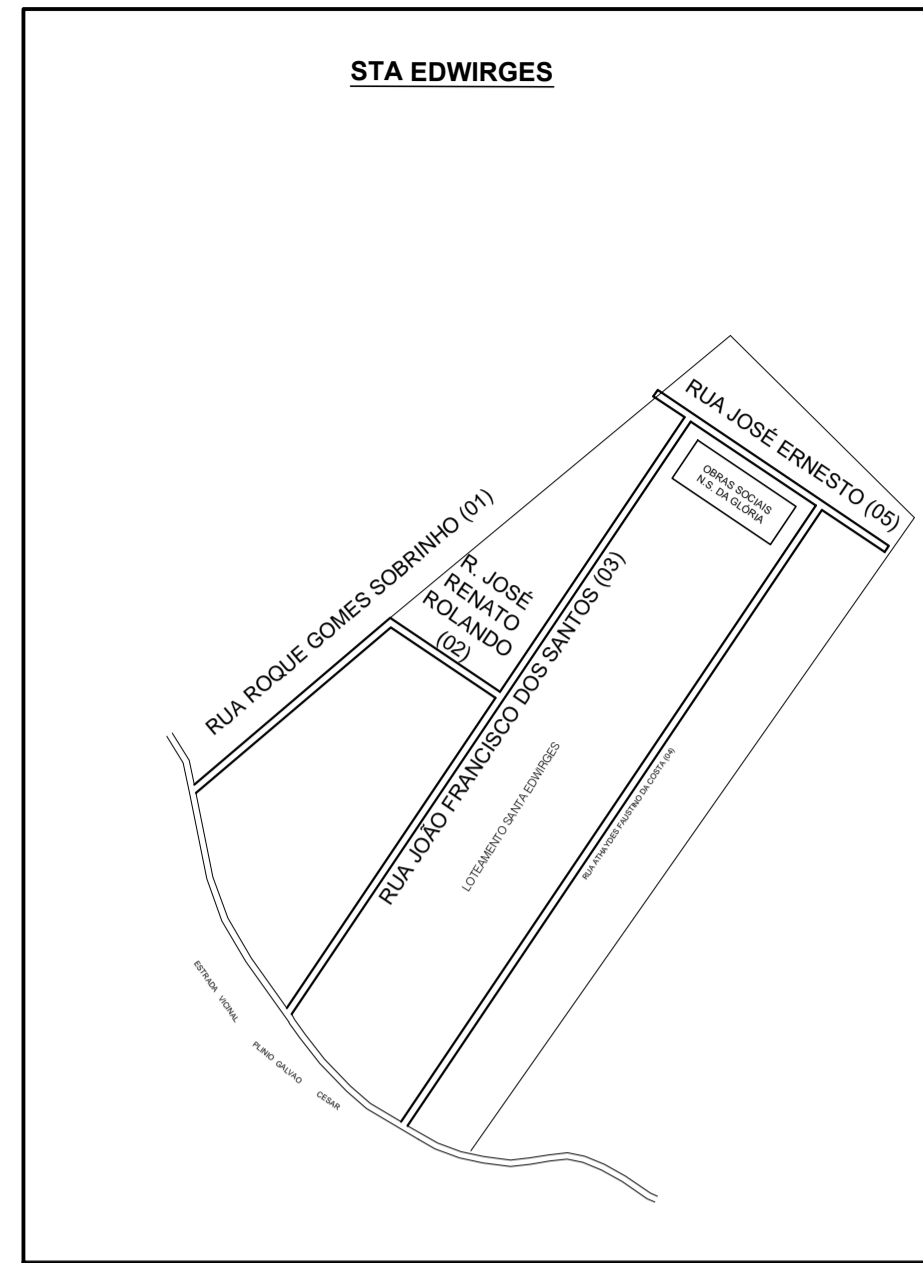 STA EDWIRGES
RUA JOSÉ ERNESTO (05)
OBRAS SOCIAIS
N.S. DA GLÓRIA
RUA ROQUE GOMES SOBRINHO (01)
R. JOSÉ
RENATO
ROLANDO
(02)
RUA JOÃO FRANCISCO DOS SANTOS (03)
LOTEAMENTO SANTA EDWIRGES
RUA ATHAYDES FAUSTINO DA COSTA (04)
ESTRADA VICINAL PLINIO GALVAO CESAR